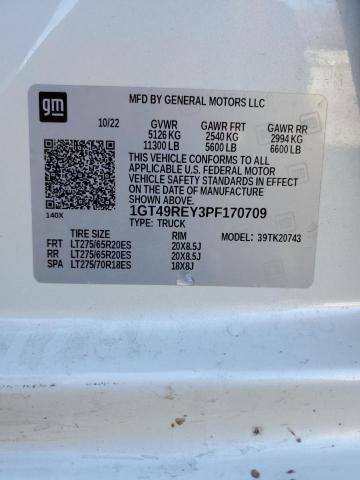 gm
MFD BY GENERAL MOTORS LLC
10/22 GVWR GAWR FRT GAWR RR
5126 KG 2540 KG 2994 KG
11300 LB 5600 LB 6600 LB
THIS VEHICLE CONFORMS TO ALL
APPLICABLE U.S. FEDERAL MOTOR
VEHICLE SAFETY STANDARDS IN EFFECT
ON THE DATE OF MANUFACTURE SHOWN ABOVE.
1GT49REY3PF170709
140X TYPE: TRUCK
TIRE SIZE RIM MODEL: 39TK20743
FRT LT275/65R20ES 20X8.5J
RR LT275/65R20ES 20X8.5J
SPA LT275/70R18ES 18X8J